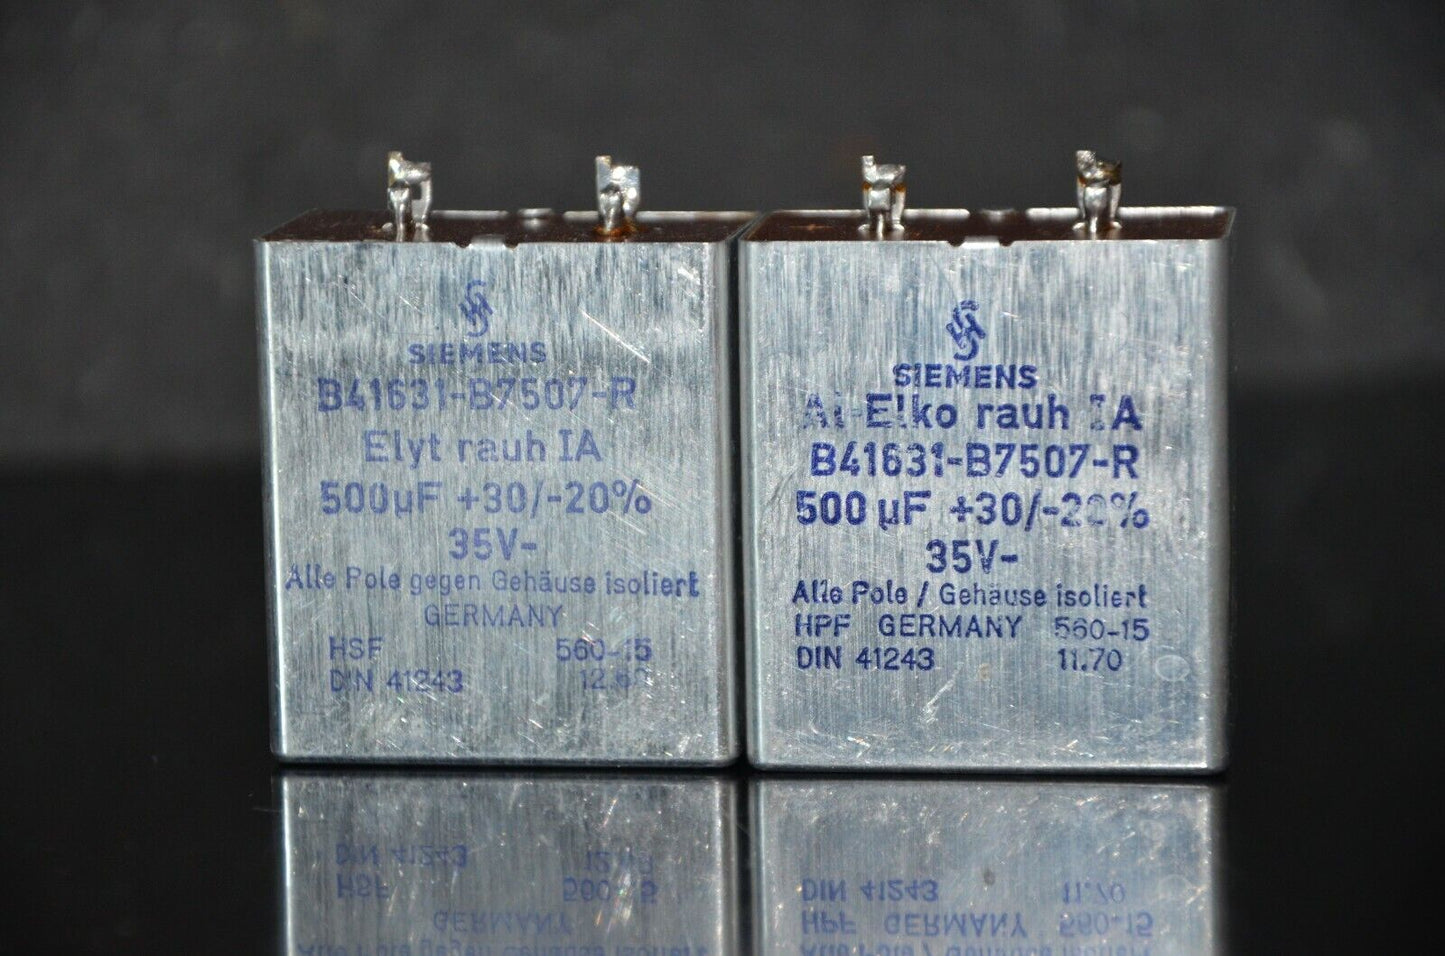 SIEMENS
B41631-B7507-R
Elyt rauh IA
500µF +30/-20%
35V-
Alle Pole gegen Gehäuse isoliert
GERMANY
HSF 560-15
DIN 41243
SIEMENS
Al-Elko rauh IA
B41631-B7507-R
500 µF +30/-20%
35V-
Alle Pole / Gehäuse isoliert
HPF GERMANY 560-15
DIN 41243 11.70